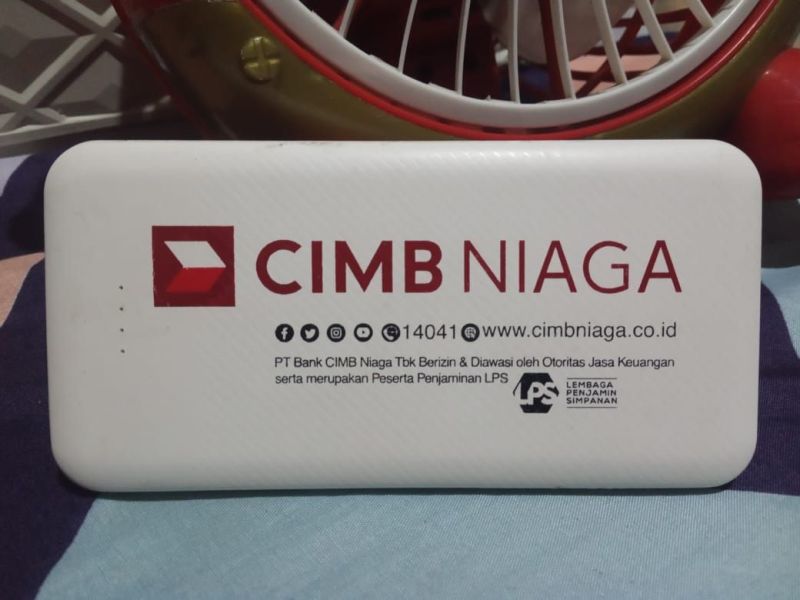 CIMB NIAGA
14041 www.cimbniaga.co.id
PT Bank CIMB Niaga Tbk Berizin & Diawasi oleh Otoritas Jasa Keuangan
serta merupakan Peserta Penjaminan LPS
LPS
LEMBAGA
PENJAMIN
SIMPANAN